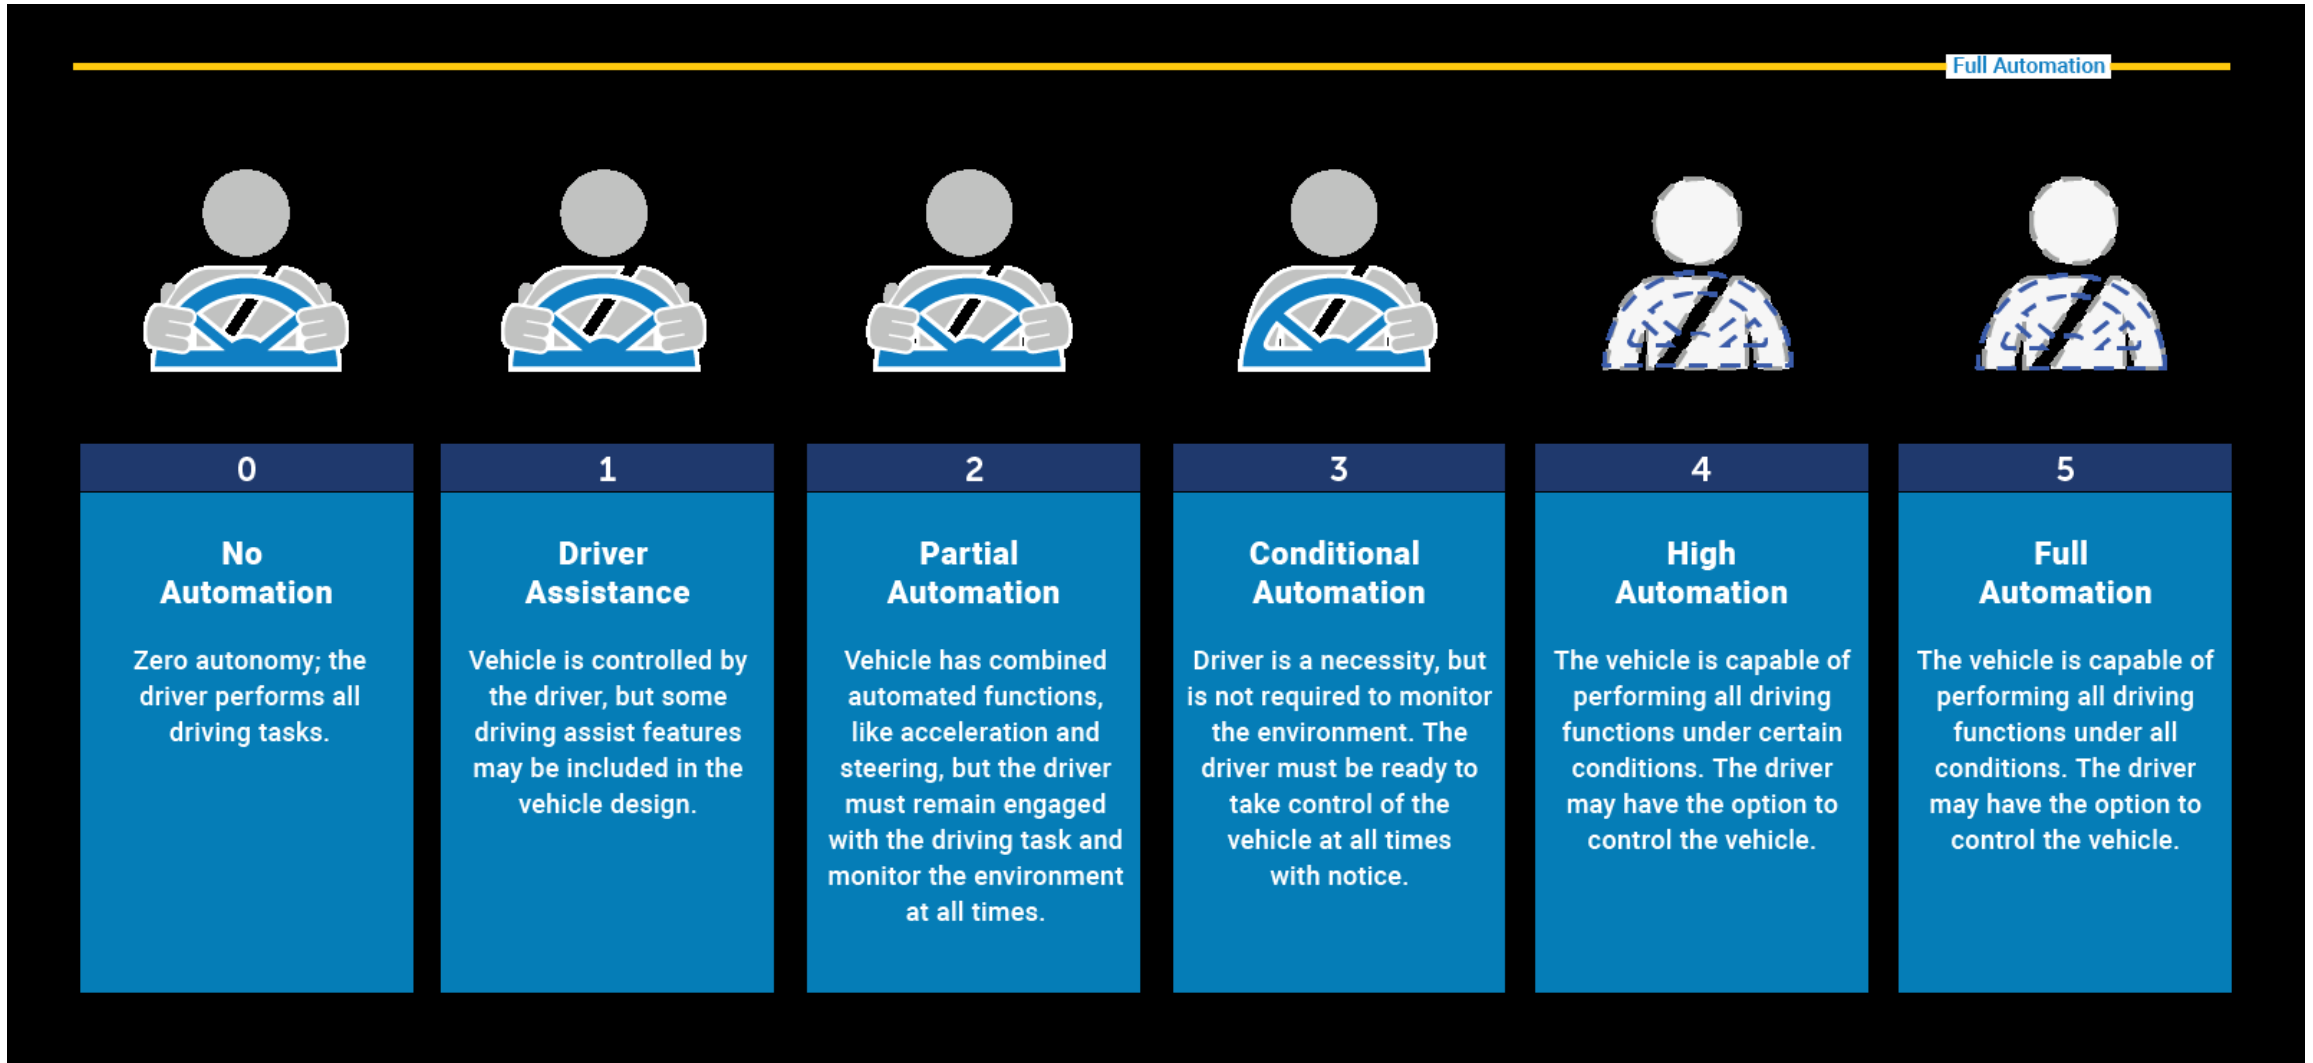 Full Automation
0
No
Automation
Zero autonomy; the
driver performs all
driving tasks.
1
Driver
Assistance
Vehicle is controlled by
the driver, but some
driving assist features
may be included in the
vehicle design.
2
Partial
Automation
Vehicle has combined
automated functions,
like acceleration and
steering, but the driver
must remain engaged
with the driving task and
monitor the environment
at all times.
3
Conditional
Automation
Driver is a necessity, but
is not required to monitor
the environment. The
driver must be ready to
take control of the
vehicle at all times
with notice.
4
High
Automation
The vehicle is capable of
performing all driving
functions under certain
conditions. The driver
may have the option to
control the vehicle.
5
Full
Automation
The vehicle is capable of
performing all driving
functions under all
conditions. The driver
may have the option to
control the vehicle.